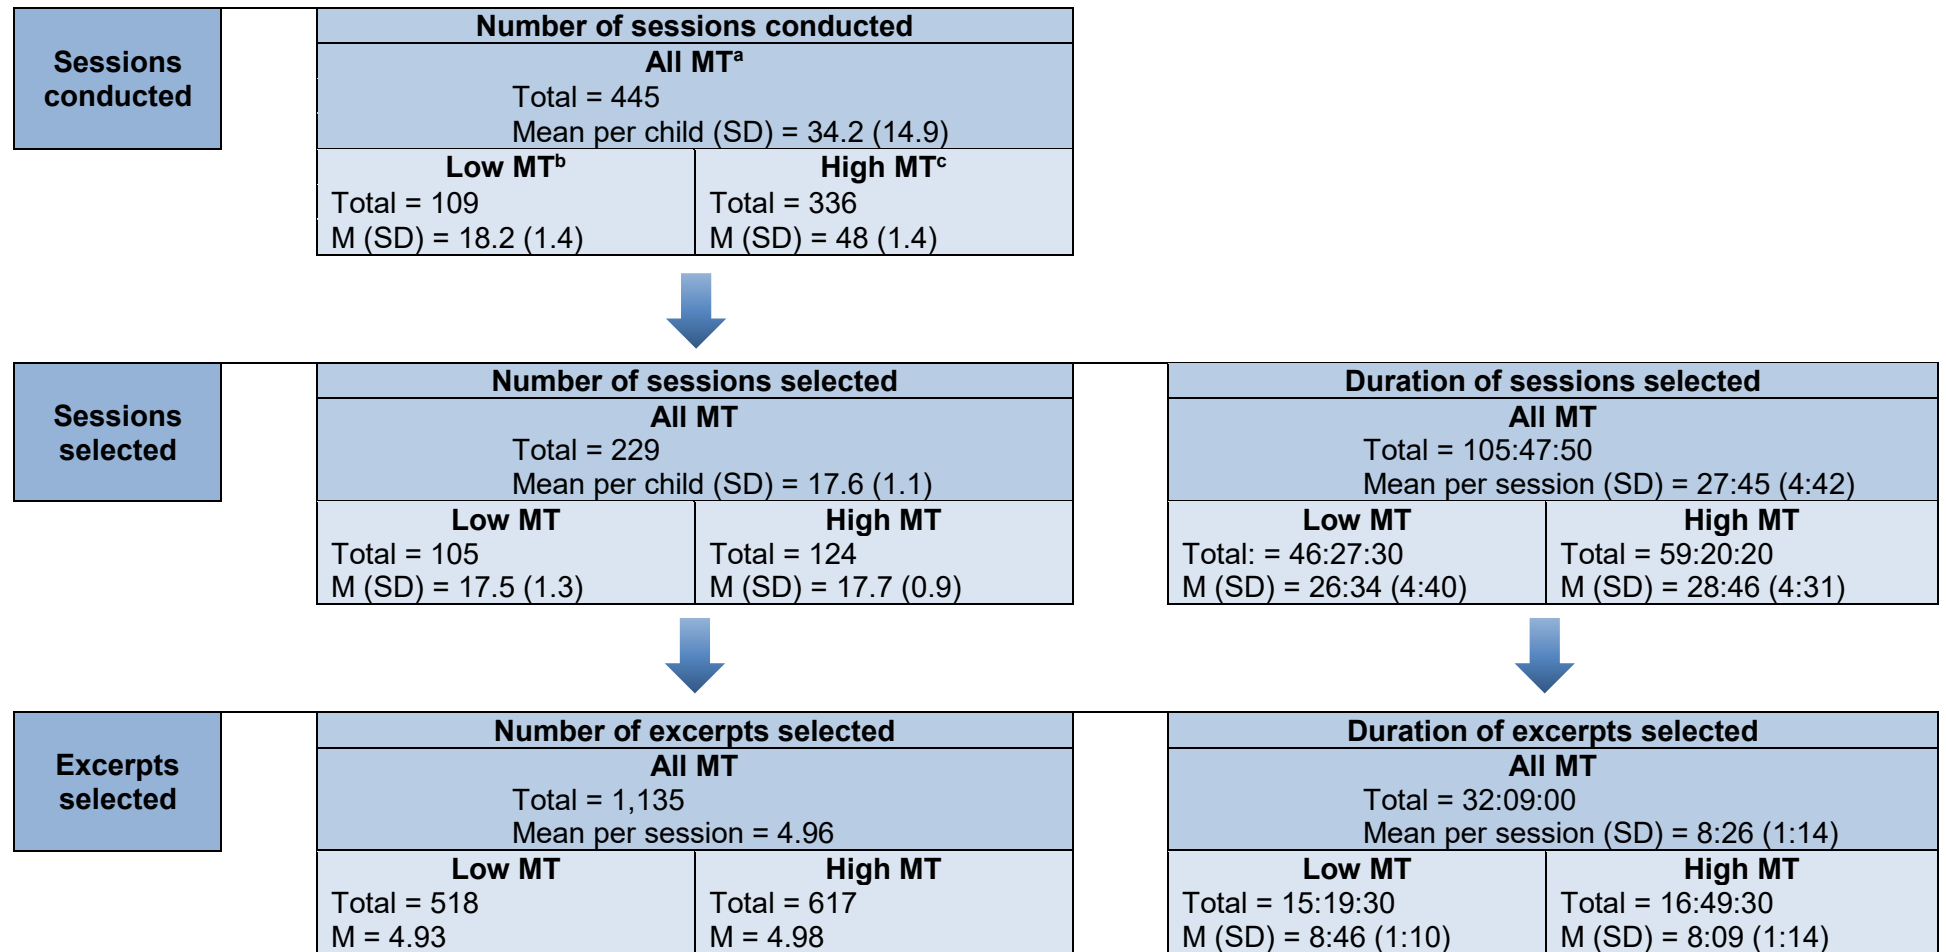 Sessions
conducted
Number of sessions conducted
All MTᵃ
Total = 445
Mean per child (SD) = 34.2 (14.9)
Low MTᵇ
Total = 109
M (SD) = 18.2 (1.4)
High MTᶜ
Total = 336
M (SD) = 48 (1.4)
Sessions
selected
Number of sessions selected
All MT
Total = 229
Mean per child (SD) = 17.6 (1.1)
Low MT
Total = 105
M (SD) = 17.5 (1.3)
High MT
Total = 124
M (SD) = 17.7 (0.9)
Duration of sessions selected
All MT
Total = 105:47:50
Mean per session (SD) = 27:45 (4:42)
Low MT
Total: = 46:27:30
M (SD) = 26:34 (4:40)
High MT
Total = 59:20:20
M (SD) = 28:46 (4:31)
Excerpts
selected
Number of excerpts selected
All MT
Total = 1,135
Mean per session = 4.96
Low MT
Total = 518
M = 4.93
High MT
Total = 617
M = 4.98
Duration of excerpts selected
All MT
Total = 32:09:00
Mean per session (SD) = 8:26 (1:14)
Low MT
Total = 15:19:30
M (SD) = 8:46 (1:10)
High MT
Total = 16:49:30
M (SD) = 8:09 (1:14)